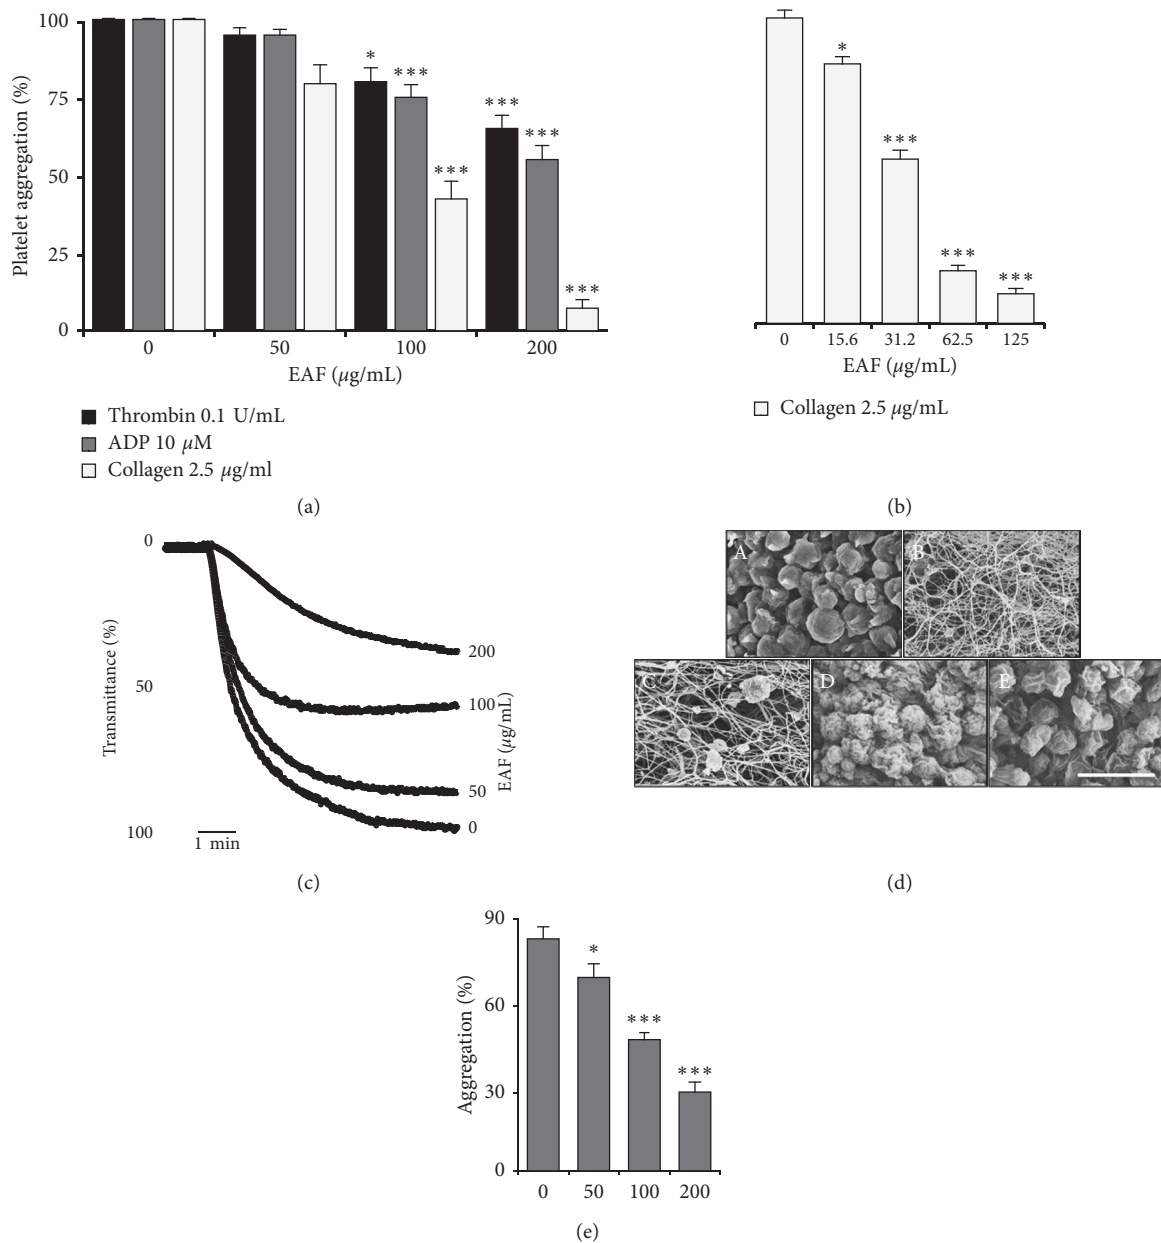 100
75
50
25
0
Platelet aggregation (%)
*
***
***
***
***
***
0 50 100 200
EAF (µg/mL)
Thrombin 0.1 U/mL
ADP 10 µM
Collagen 2.5 µg/ml
(a)
*
***
***
***
0 15.6 31.2 62.5 125
EAF (µg/mL)
Collagen 2.5 µg/mL
(b)
0
50
100
Transmittance (%)
200
100
50
0
EAF (µg/mL)
1 min
(c)
A
B
C
D
E
(d)
90
60
30
0
Aggregation (%)
*
***
***
0 50 100 200
(e)